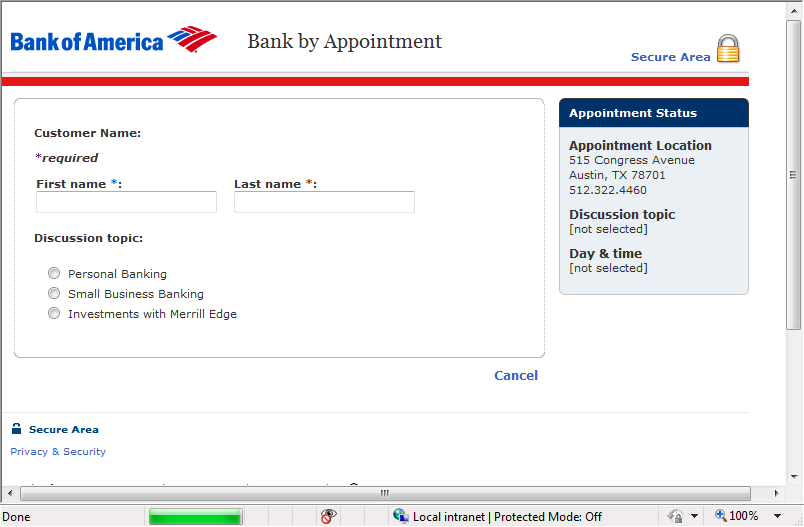 Bank of America
Bank by Appointment
Secure Area
Customer Name:
*required
First name *: Last name *:
Discussion topic:
Personal Banking
Small Business Banking
Investments with Merrill Edge
Cancel
Appointment Status
Appointment Location
515 Congress Avenue
Austin, TX 78701
512.322.4460
Discussion topic
[not selected]
Day & time
[not selected]
Secure Area
Privacy & Security
Done
Local intranet | Protected Mode: Off
100%